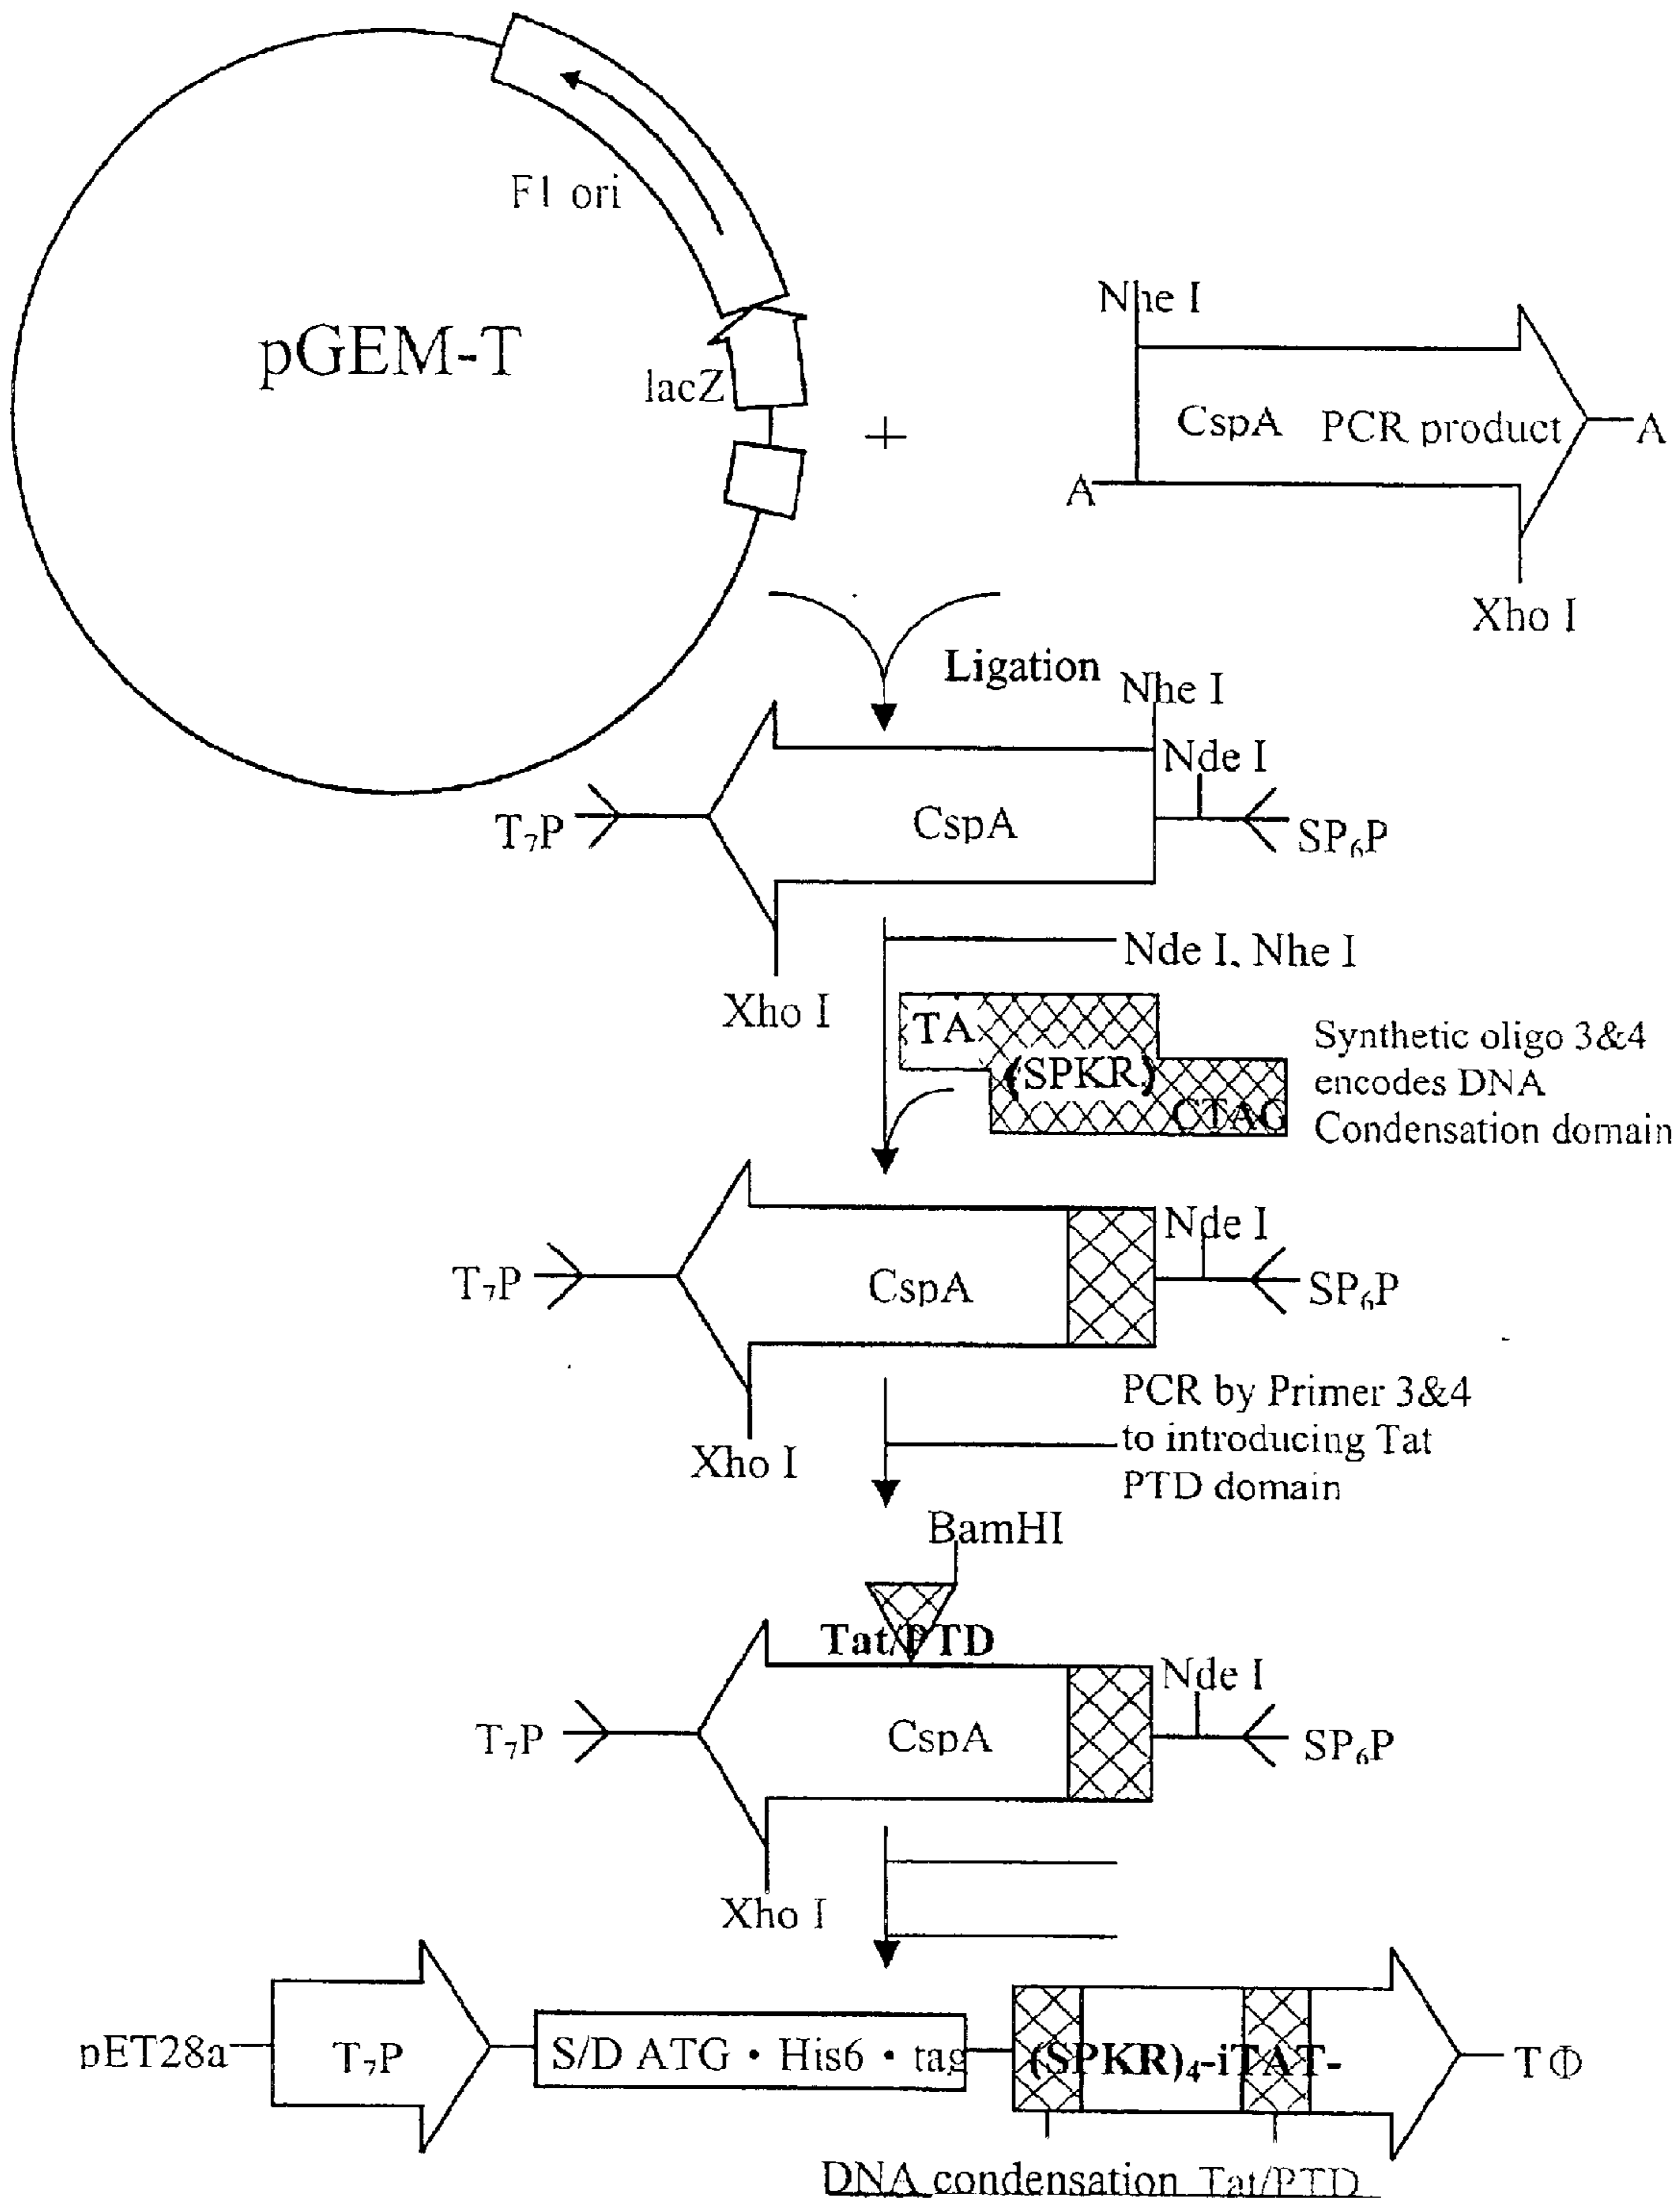 F1 ori
pGEM-T
lacZ
+
Nhe I
CspA PCR product
A
A
Xho I
Ligation
Nhe I
Nde I
T₇P
CspA
SP₆P
Xho I
Nde I, Nhe I
TA
(SPKR)
CTAG
Synthetic oligo 3&4
encodes DNA
Condensation domain
Nde I
T₇P
CspA
SP₆P
Xho I
PCR by Primer 3&4
to introducing Tat
PTD domain
BamHI
Tat/PTD
Nde I
T₇P
CspA
SP₆P
Xho I
pET28a
T₇P
S/D ATG • His6 • tag
(SPKR)₄-iTAT-
TΦ
DNA condensation Tat/PTD